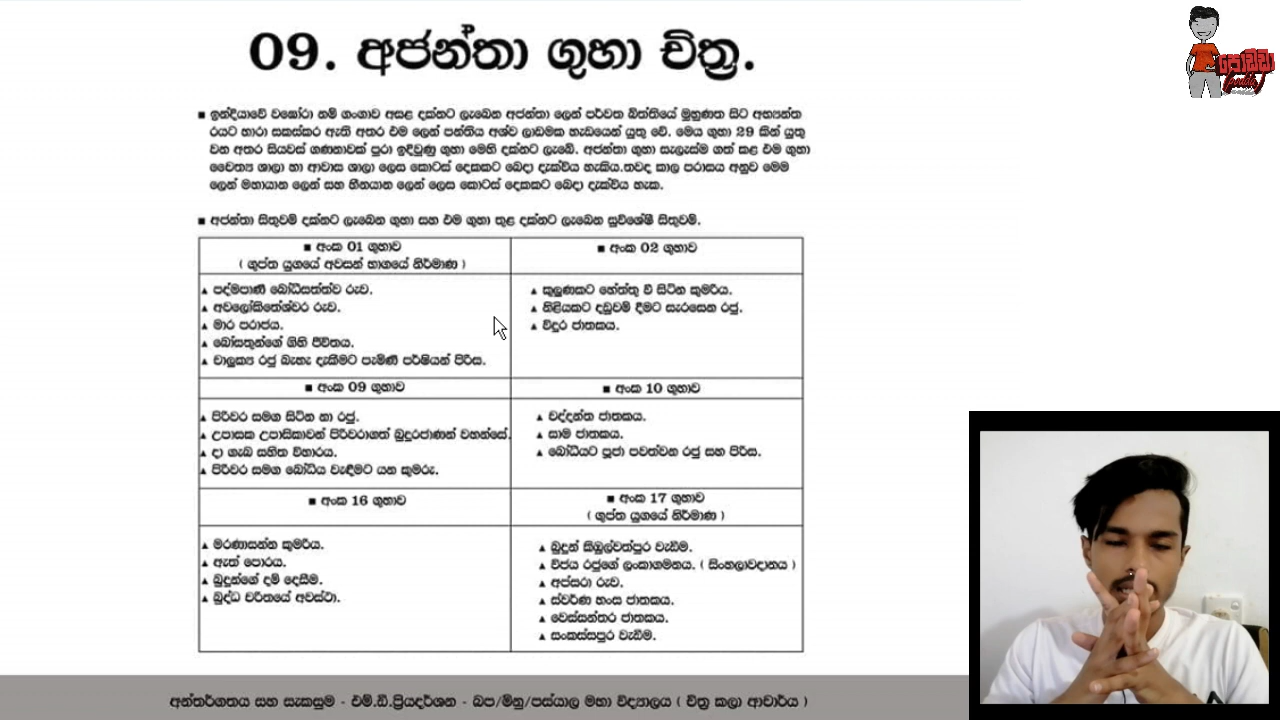 09. අජන්තා ගුහා චිත්‍ර.
පොඩ්ඩා
■ ඉන්දියාවේ වඝෝරා නම් ගංගාව අසළ දක්නට ලැබෙන අජන්තා ලෙන් පර්වත බිත්තියේ මුහුණත සිට අභ්‍යන්ත
රයට හාරා සකස්කර ඇති අතර එම ලෙන් පන්තිය අශ්ව ලාඩමක හැඩයෙන් යුතු වේ. මෙය ගුහා 29 කින් යුතු
වන අතර සියවස් ගණනාවක් පුරා ඉදිවුණු ගුහා මෙහි දක්නට ලැබේ. අජන්තා ගුහා සැලැස්ම ගත් කළ එම ගුහා
චෛත්‍ය ශාලා හා ආවාස ශාලා ලෙස කොටස් දෙකකට බෙදා දැක්විය හැකිය.තවද කාල පරාසය අනුව මෙම
ලෙන් මහායාන ලෙන් සහ හීනයාන ලෙන් ලෙස කොටස් දෙකකට බෙදා දැක්විය හැක.
■ අජන්තා සිතුවම් දක්නට ලැබෙන ගුහා සහ එම ගුහා තුළ දක්නට ලැබෙන සුවිශේෂී සිතුවම්.
■ අංක 01 ගුහාව
( ගුප්ත යුගයේ අවසන් භාගයේ නිර්මාණ )
▲ පද්මපාණී බෝධිසත්ත්ව රුව.
▲ අවලෝකිතේශ්වර රුව.
▲ මාර පරාජය.
▲ බෝසතුන්ගේ ගිහි ජීවිතය.
▲ චාලුක්‍ය රජු බැහැ දැකීමට පැමිණි පර්ෂියන් පිරිස.
■ අංක 02 ගුහාව
▲ කුලුණකට හේත්තු වී සිටින කුමරිය.
▲ නිළියකට දඬුවම් දීමට සැරසෙන රජු.
▲ විදුර ජාතකය.
■ අංක 09 ගුහාව
▲ පිරිවර සමග සිටින නා රජු.
▲ උපාසක උපාසිකාවන් පිරිවරාගත් බුදුරජාණන් වහන්සේ.
▲ දා ගැබ සහිත විහාරය.
▲ පිරිවර සමග බෝධිය වැඳීමට යන කුමරු.
■ අංක 10 ගුහාව
▲ චද්දන්ත ජාතකය.
▲ සාම ජාතකය.
▲ බෝධියට පූජා පවත්වන රජු සහ පිරිස.
■ අංක 16 ගුහාව
▲ මරණාසන්න කුමරිය.
▲ ඇත් පොරය.
▲ බුදුන්ගේ දම් දෙසීම.
▲ බුද්ධ චරිතයේ අවස්ථා.
■ අංක 17 ගුහාව
( ගුප්ත යුගයේ නිර්මාණ )
▲ බුදුන් කිඹුල්වත්පුර වැඩීම.
▲ විජය රජුගේ ලංකාගමනය. ( සිංහලාවදානය )
▲ අප්සරා රුව.
▲ ස්වර්ණ හංස ජාතකය.
▲ වෙස්සන්තර ජාතකය.
▲ සංකස්සපුර වැඩීම.
අන්තර්ගතය සහ සැකසුම - එම්.ඩී.ප්‍රියදර්ශන - බප/මිනු/පස්යාල මහා විද්‍යාලය ( චිත්‍ර කලා ආචාර්ය )